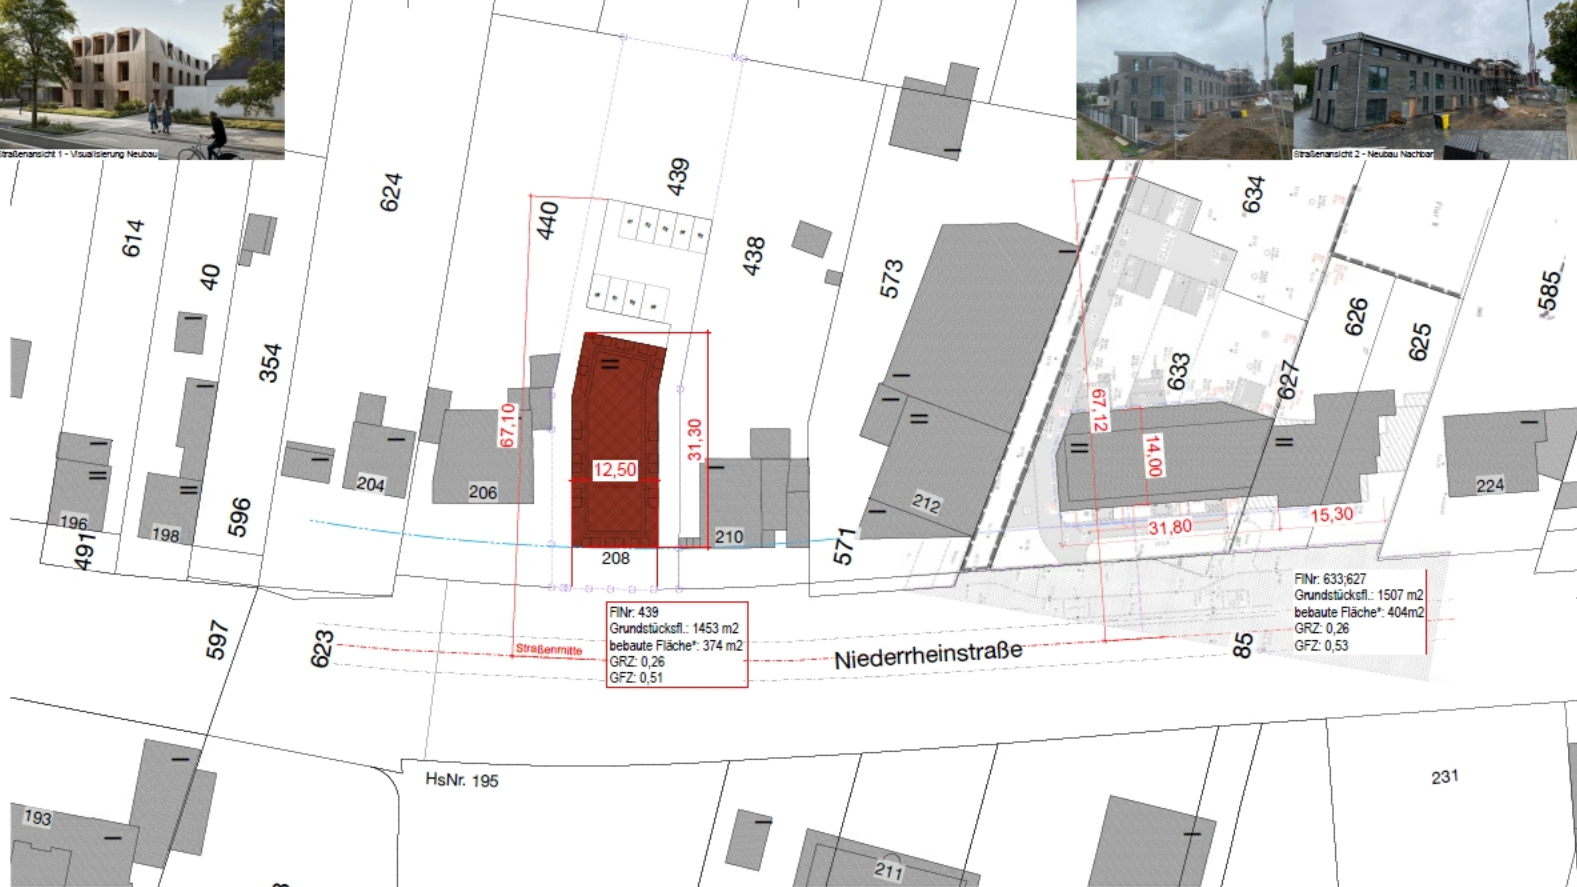 Straßenansicht 1 - Visualisierung Neubau
Straßenansicht 2 - Neubau Nachbar
614
40
624
440
439
438
573
634
626
625
585
354
596
491
633
627
571
67,10
31,30
12,50
67,12
14,00
31,80
15,30
196
198
204
206
208
210
212
224
FlNr: 439
Grundstücksfl.: 1453 m2
bebaute Fläche*: 374 m2
GRZ: 0,26
GFZ: 0,51
FlNr: 633;627
Grundstücksfl.: 1507 m2
bebaute Fläche*: 404m2
GRZ: 0,26
GFZ: 0,53
597
623
Straßenmitte
Niederrheinstraße
85
HsNr. 195
193
211
231